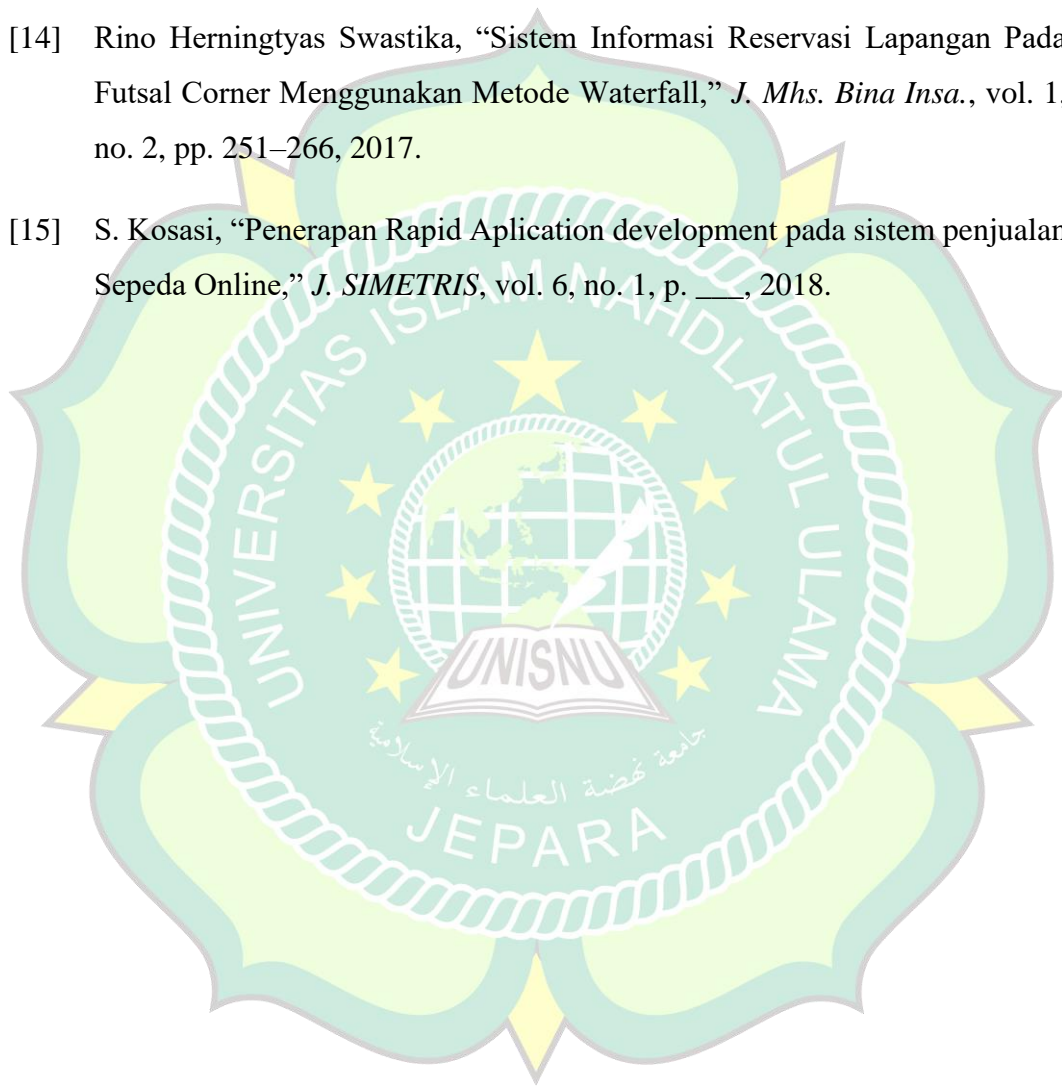 [14] Rino Herningtyas Swastika, “Sistem Informasi Reservasi Lapangan Pada
Futsal Corner Menggunakan Metode Waterfall,” J. Mhs. Bina Insa., vol. 1,
no. 2, pp. 251–266, 2017.
[15] S. Kosasi, “Penerapan Rapid Aplication development pada sistem penjualan
Sepeda Online,” J. SIMETRIS, vol. 6, no. 1, p. ___, 2018.
UNIVERSITAS ISLAM NAHDLATUL ULAMA
UNISNU
جامعة نهضة العلماء الإسلامية
JEPARA